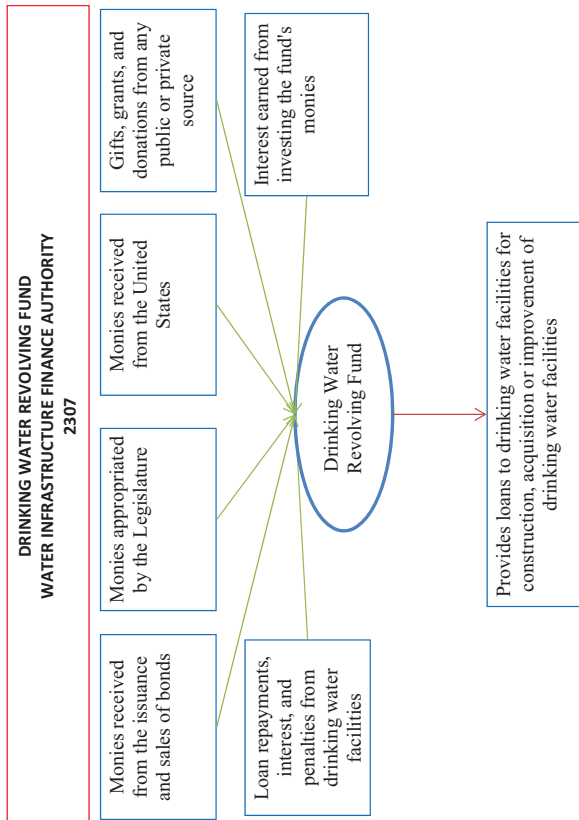 DRINKING WATER REVOLVING FUND
WATER INFRASTRUCTURE FINANCE AUTHORITY
2307
Monies received
from the issuance
and sales of bonds
Monies appropriated
by the Legislature
Monies received
from the United
States
Gifts, grants, and
donations from any
public or private
source
Loan repayments,
interest, and
penalties from
drinking water
facilities
Interest earned from
investing the fund's
monies
Drinking Water
Revolving Fund
Provides loans to drinking water facilities for
construction, acquisition or improvement of
drinking water facilities